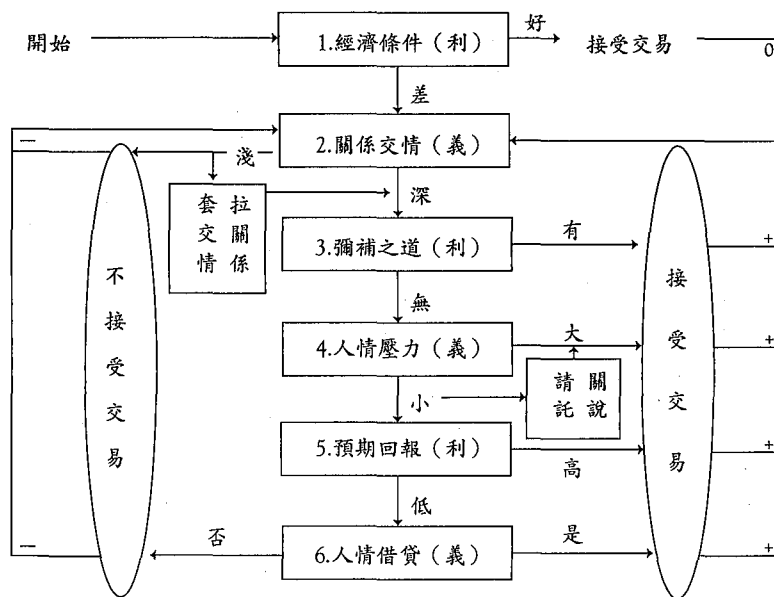 開始
1.經濟條件(利)
好
接受交易
0
差
—
2.關係交情(義)
淺
深
拉關係
套交情
3.彌補之道(利)
有
+
無
不接受交易
接受交易
4.人情壓力(義)
大
+
小
關說
請託
5.預期回報(利)
高
+
低
—
否
6.人情借貸(義)
是
+